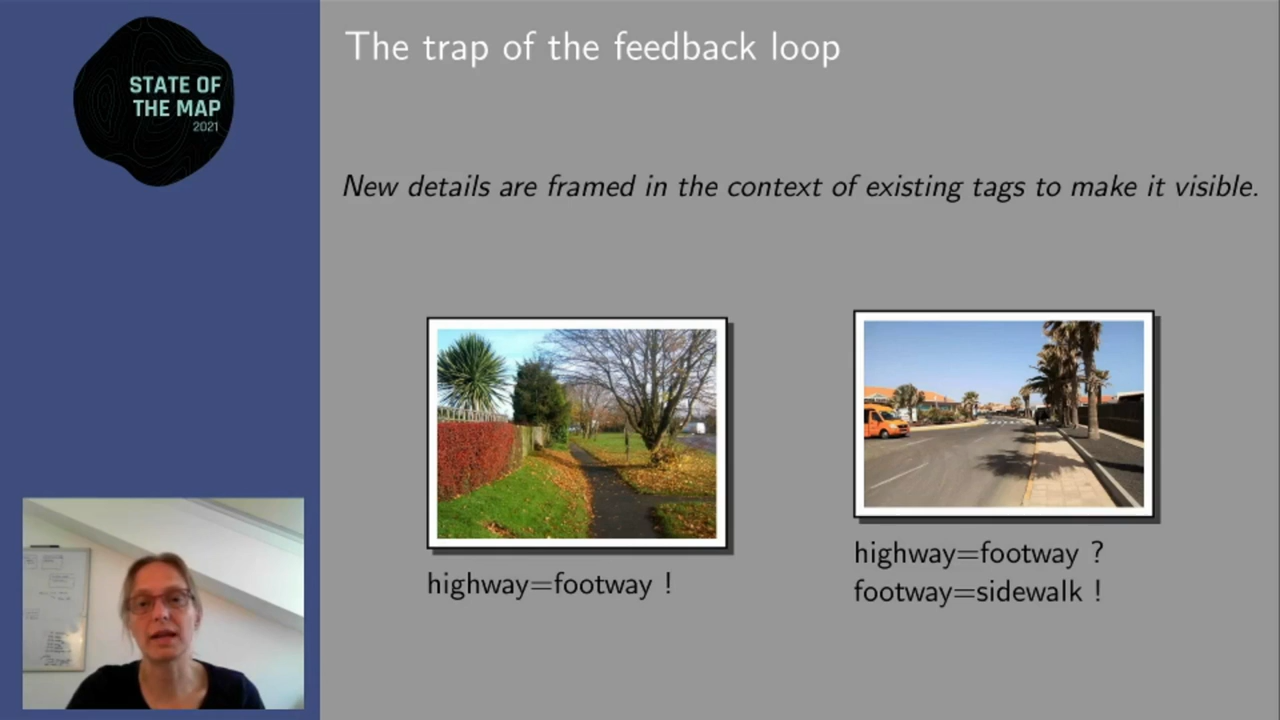 STATE OF
THE MAP
2021
The trap of the feedback loop
New details are framed in the context of existing tags to make it visible.
highway=footway !
highway=footway ?
footway=sidewalk !